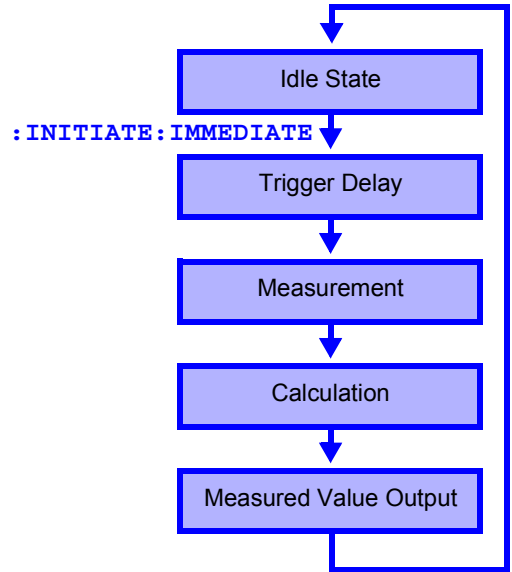 Idle State
:INITIATE:IMMEDIATE
Trigger Delay
Measurement
Calculation
Measured Value Output